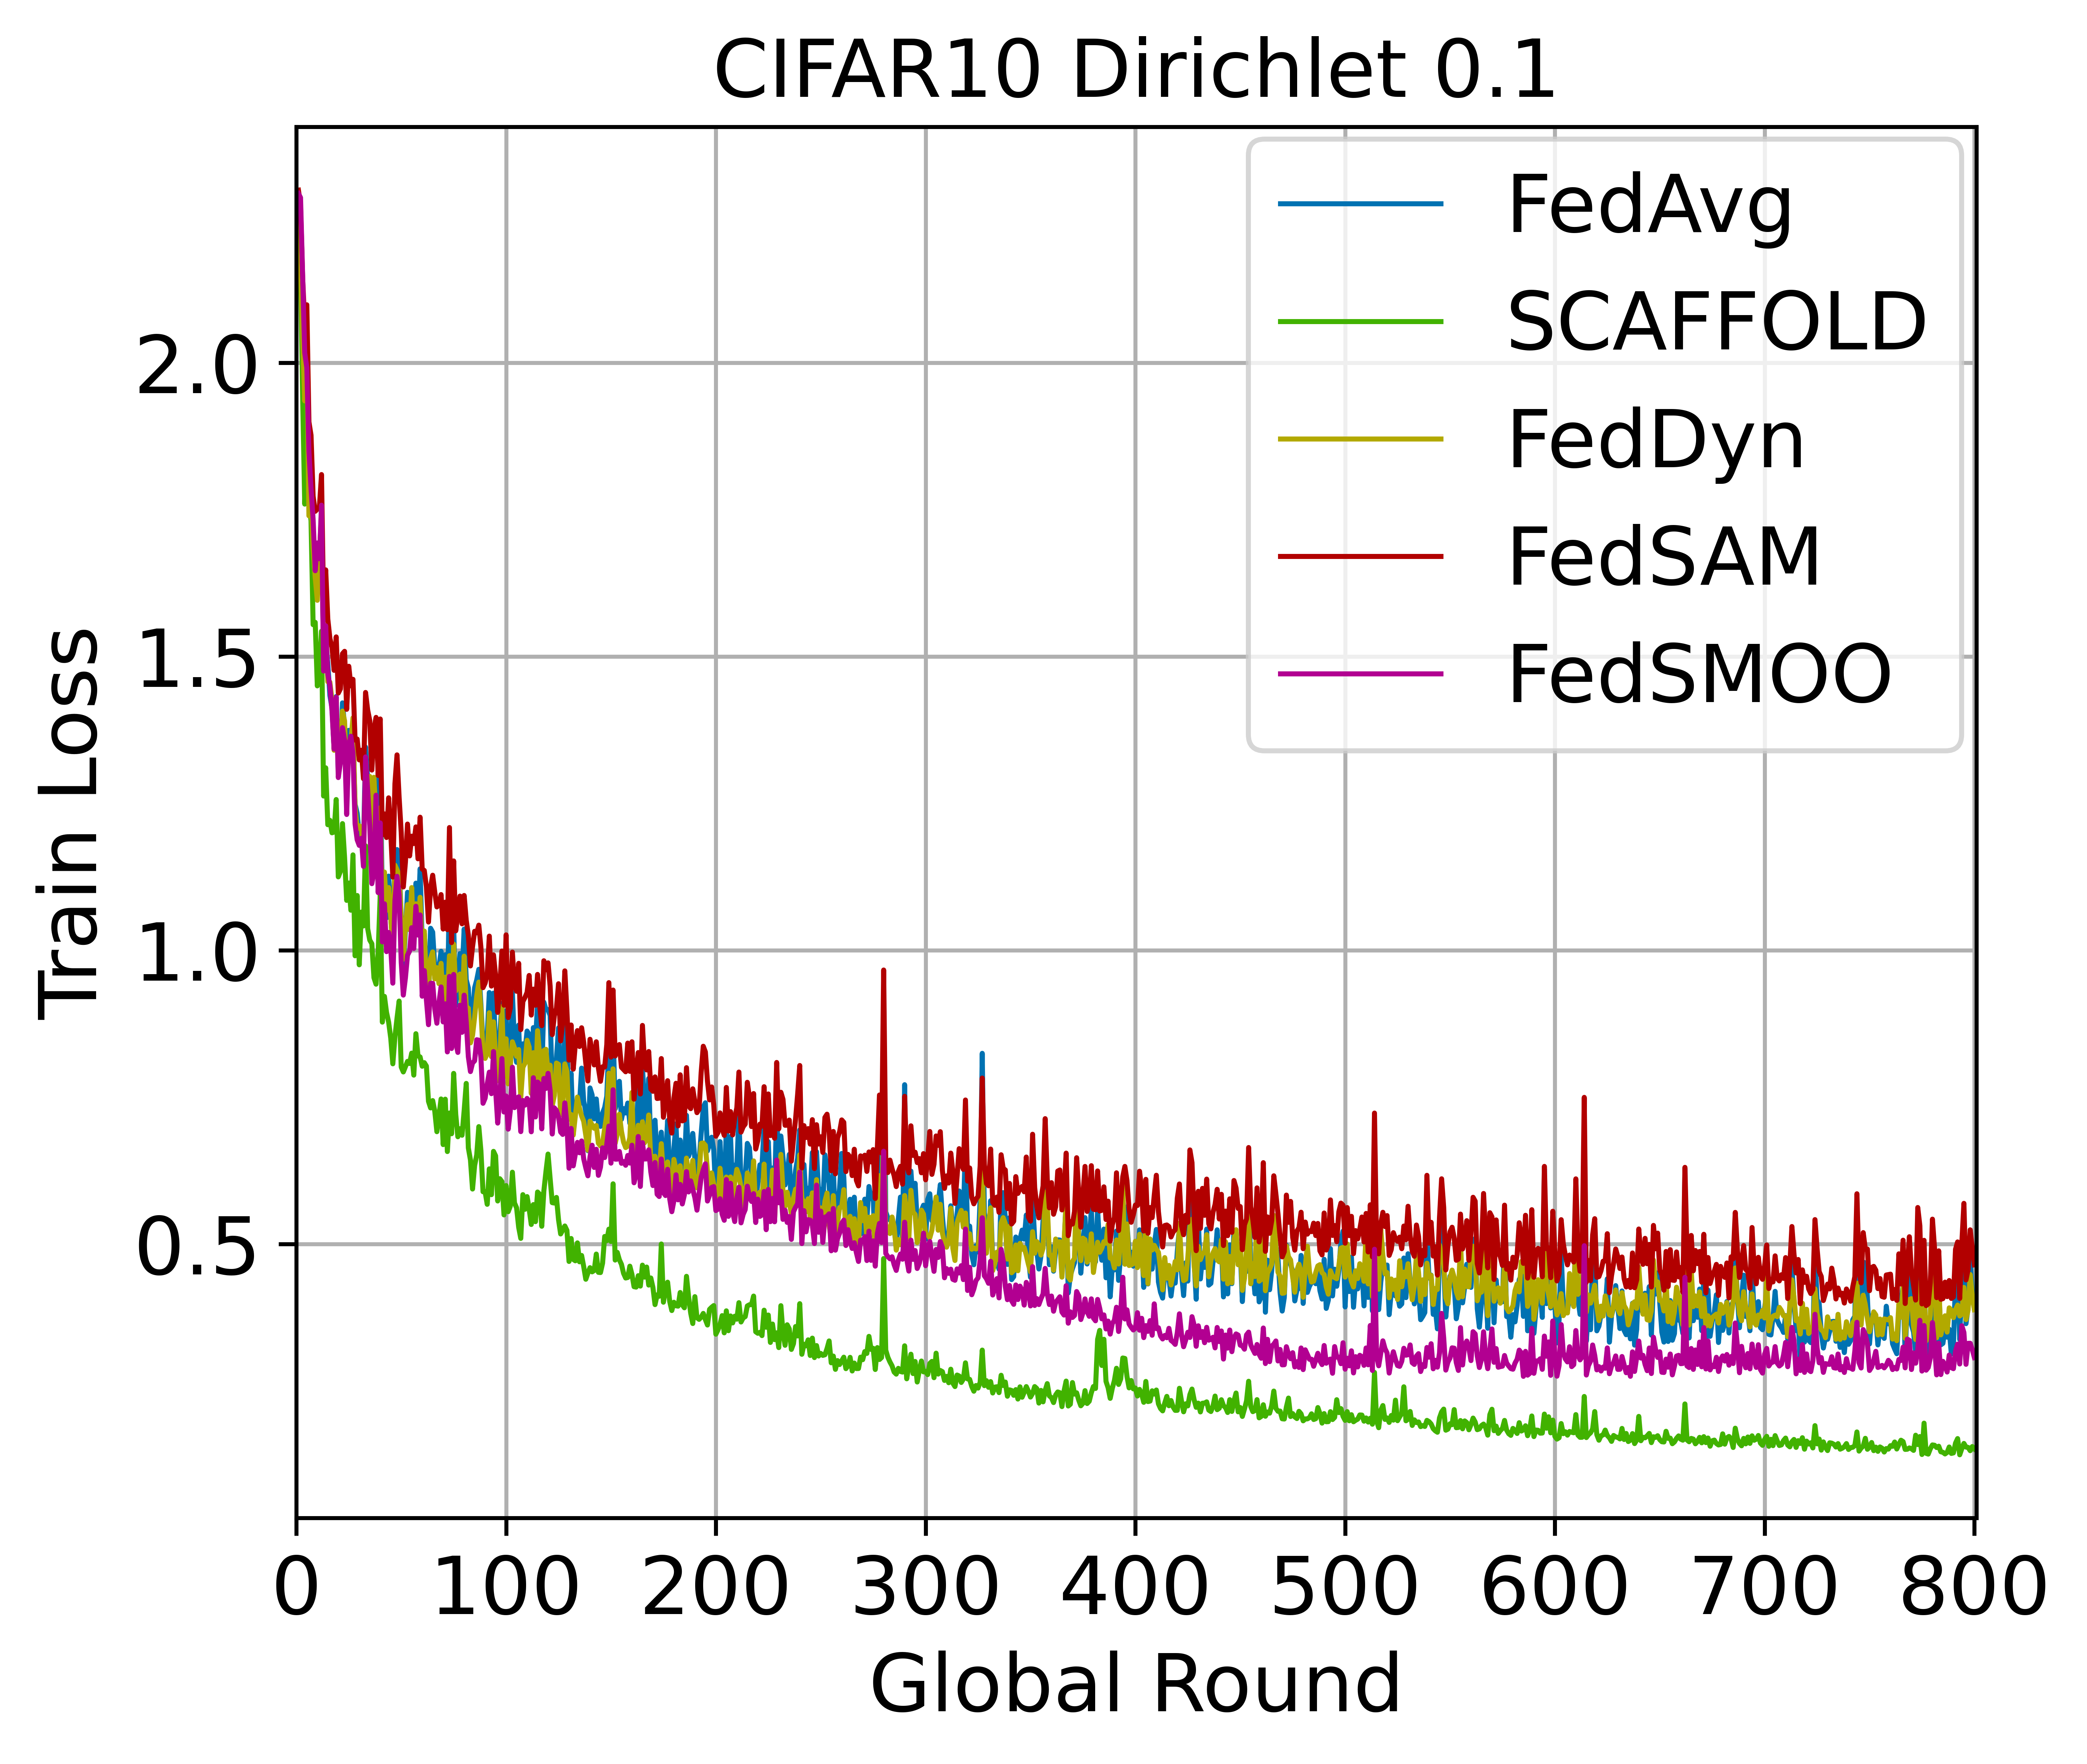 CIFAR10 Dirichlet 0.1
FedAvg
SCAFFOLD
FedDyn
FedSAM
FedSMOO
Train Loss
2.0
1.5
1.0
0.5
0 100 200 300 400 500 600 700 800
Global Round